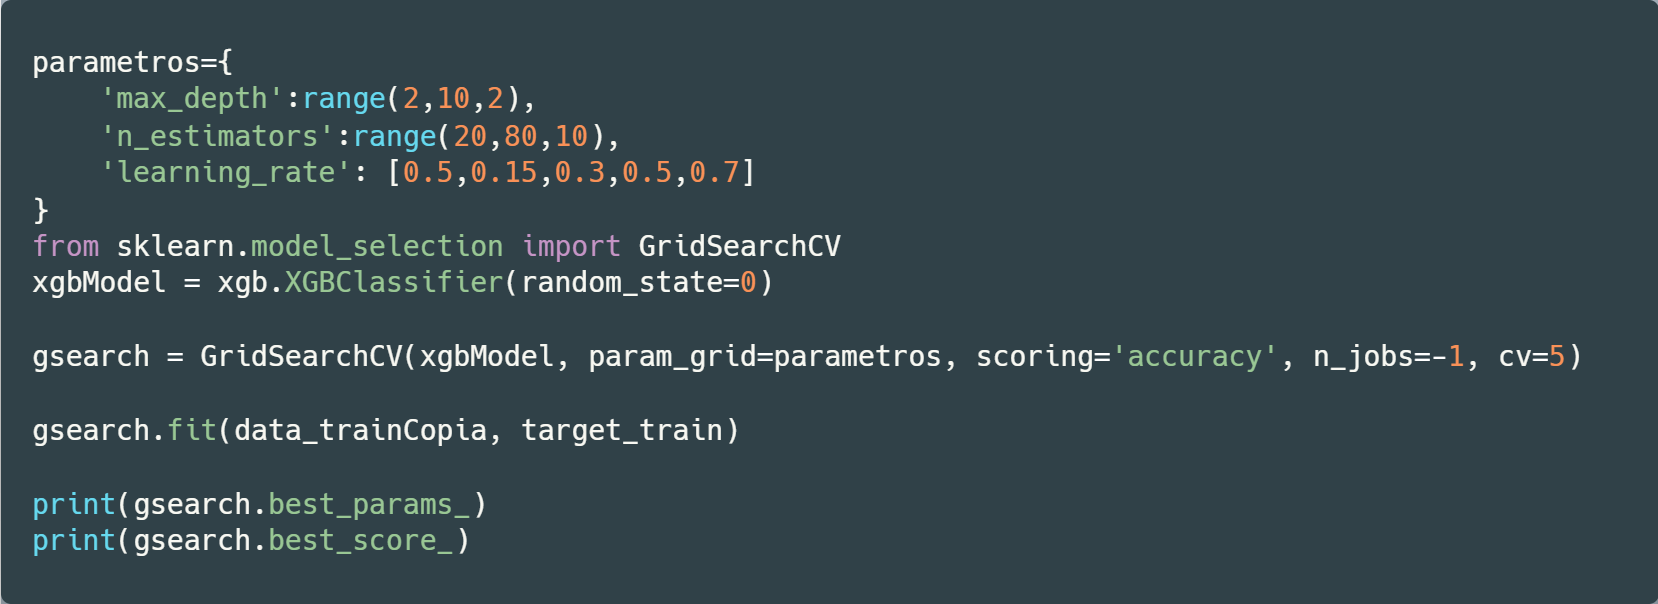 parametros={
    'max_depth':range(2,10,2),
    'n_estimators':range(20,80,10),
    'learning_rate': [0.5,0.15,0.3,0.5,0.7]
}
from sklearn.model_selection import GridSearchCV
xgbModel = xgb.XGBClassifier(random_state=0)
gsearch = GridSearchCV(xgbModel, param_grid=parametros, scoring='accuracy', n_jobs=-1, cv=5)
gsearch.fit(data_trainCopia, target_train)
print(gsearch.best_params_)
print(gsearch.best_score_)